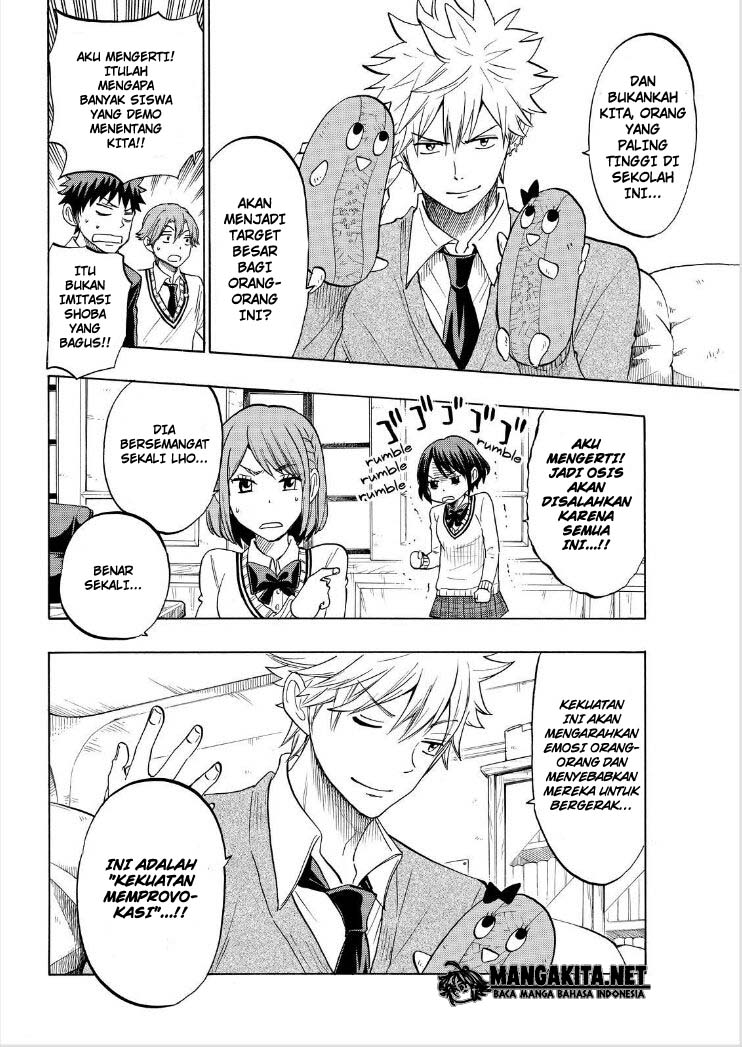 DAN
BUKANKAH
KITA, ORANG
YANG
PALING
TINGGI DI
SEKOLAH
INI...
AKAN
MENJADI
TARGET
BESAR
BAGI
ORANG-
ORANG
INI?
AKU MENGERTI!
ITULAH
MENGAPA
BANYAK SISWA
YANG DEMO
MENENTANG
KITA!!
ITU
BUKAN
IMITASI
SHOBA
YANG
BAGUS!!
AKU
MENGERTI!
JADI OSIS
AKAN
DISALAHKAN
KARENA
SEMUA
INI...!!
ゴゴゴゴゴゴ
rumble
rumble
rumble
rumble
DIA
BERSEMANGAT
SEKALI LHO...
BENAR
SEKALI...
KEKUATAN
INI AKAN
MENGARAHKAN
EMOSI ORANG-
ORANG DAN
MENYEBABKAN
MEREKA UNTUK
BERGERAK...
INI ADALAH
"KEKUATAN
MEMPROVO-
KASI"...!!
MANGAKITA.NET
BACA MANGA BAHASA INDONESIA